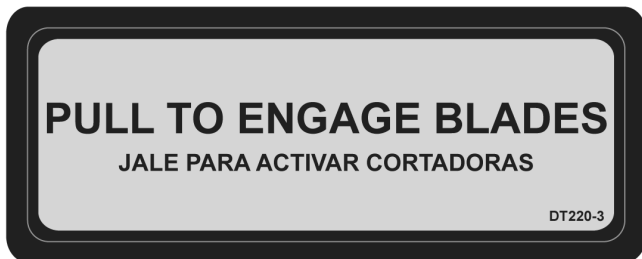 PULL TO ENGAGE BLADES
JALE PARA ACTIVAR CORTADORAS
DT220-3